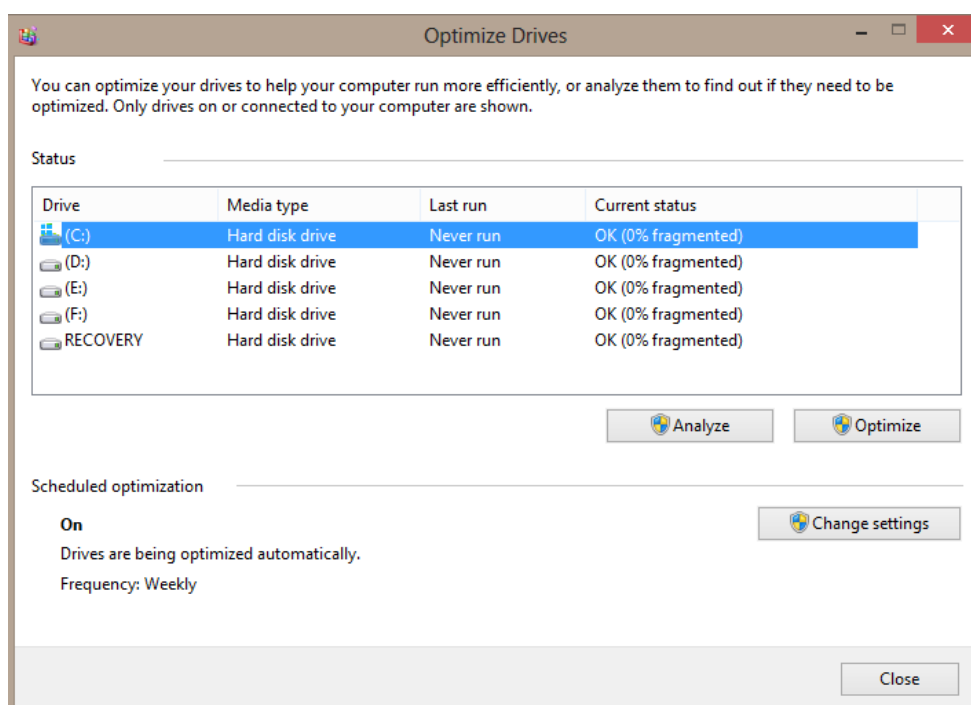 Optimize Drives
You can optimize your drives to help your computer run more efficiently, or analyze them to find out if they need to be
optimized. Only drives on or connected to your computer are shown.
Status
Drive Media type Last run Current status
(C:) Hard disk drive Never run OK (0% fragmented)
(D:) Hard disk drive Never run OK (0% fragmented)
(E:) Hard disk drive Never run OK (0% fragmented)
(F:) Hard disk drive Never run OK (0% fragmented)
RECOVERY Hard disk drive Never run OK (0% fragmented)
Analyze Optimize
Scheduled optimization
On Change settings
Drives are being optimized automatically.
Frequency: Weekly
Close